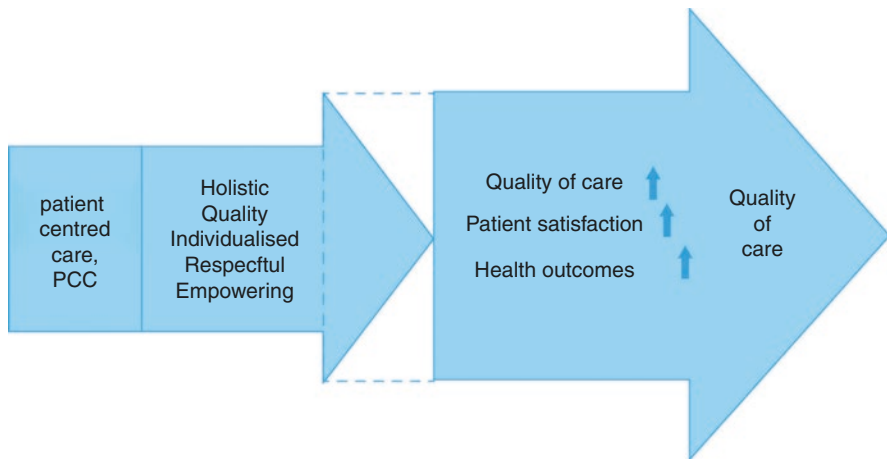 patient
centred
care,
PCC
Holistic
Quality
Individualised
Respecftul
Empowering
Quality of care
Patient satisfaction
Health outcomes
Quality
of
care